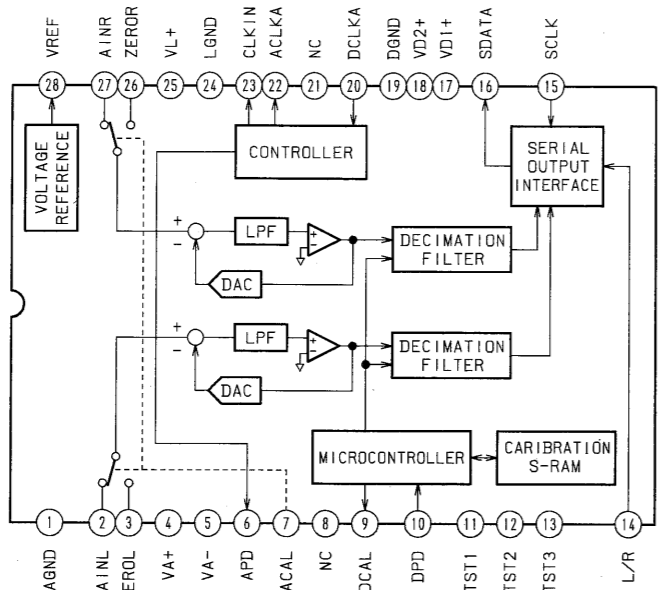 VREF
AINR
ZEROR
VL+
LGND
CLKIN
ACLKA
NC
DCLKA
DGND
VD2+
VD1+
SDATA
SCLK
28
27
26
25
24
23
22
21
20
19
18
17
16
15
VOLTAGE
REFERENCE
CONTROLLER
SERIAL
OUTPUT
INTERFACE
+
−
LPF
+
−
DECIMATION
FILTER
DAC
+
−
LPF
+
−
DECIMATION
FILTER
DAC
MICROCONTROLLER
CARIBRATION
S-RAM
1
2
3
4
5
6
7
8
9
10
11
12
13
14
AGND
AINL
EROL
VA+
VA-
APD
ACAL
NC
DCAL
DPD
TST1
TST2
TST3
L/R